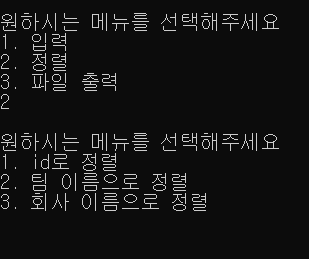 원하시는 메뉴를 선택해주세요
1. 입력
2. 정렬
3. 파일 출력
2
원하시는 메뉴를 선택해주세요
1. id로 정렬
2. 팀 이름으로 정렬
3. 회사 이름으로 정렬